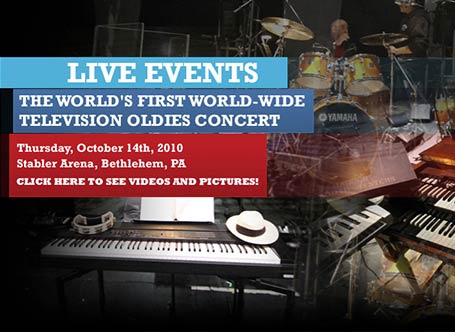 LIVE EVENTS
THE WORLD'S FIRST WORLD-WIDE
TELEVISION OLDIES CONCERT
Thursday, October 14th, 2010
Stabler Arena, Bethlehem, PA
CLICK HERE TO SEE VIDEOS AND PICTURES!
YAMAHA